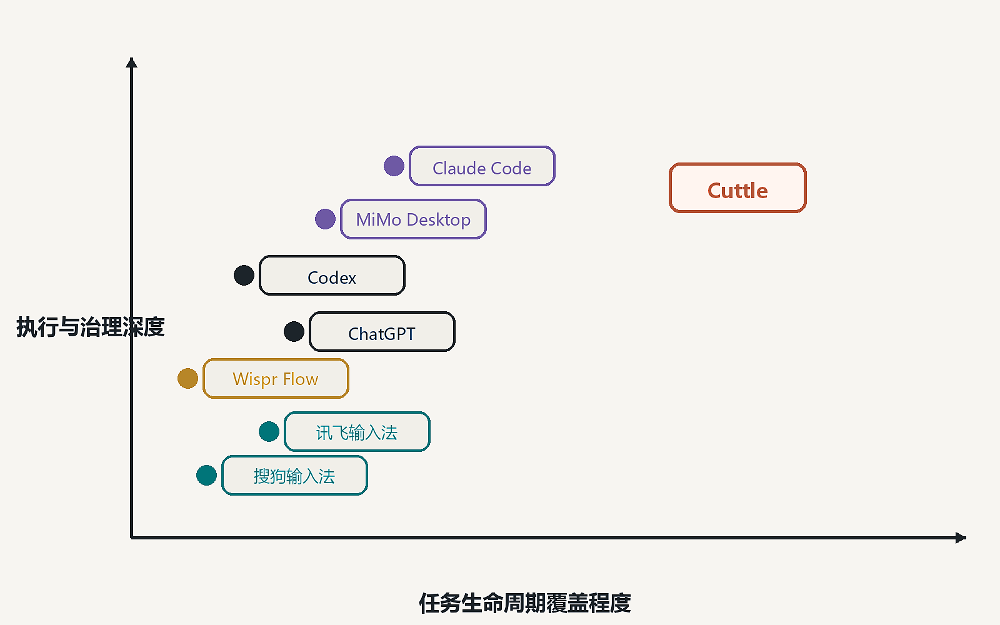 Claude Code
Cuttle
MiMo Desktop
Codex
执行与治理深度
ChatGPT
Wispr Flow
讯飞输入法
搜狗输入法
任务生命周期覆盖程度